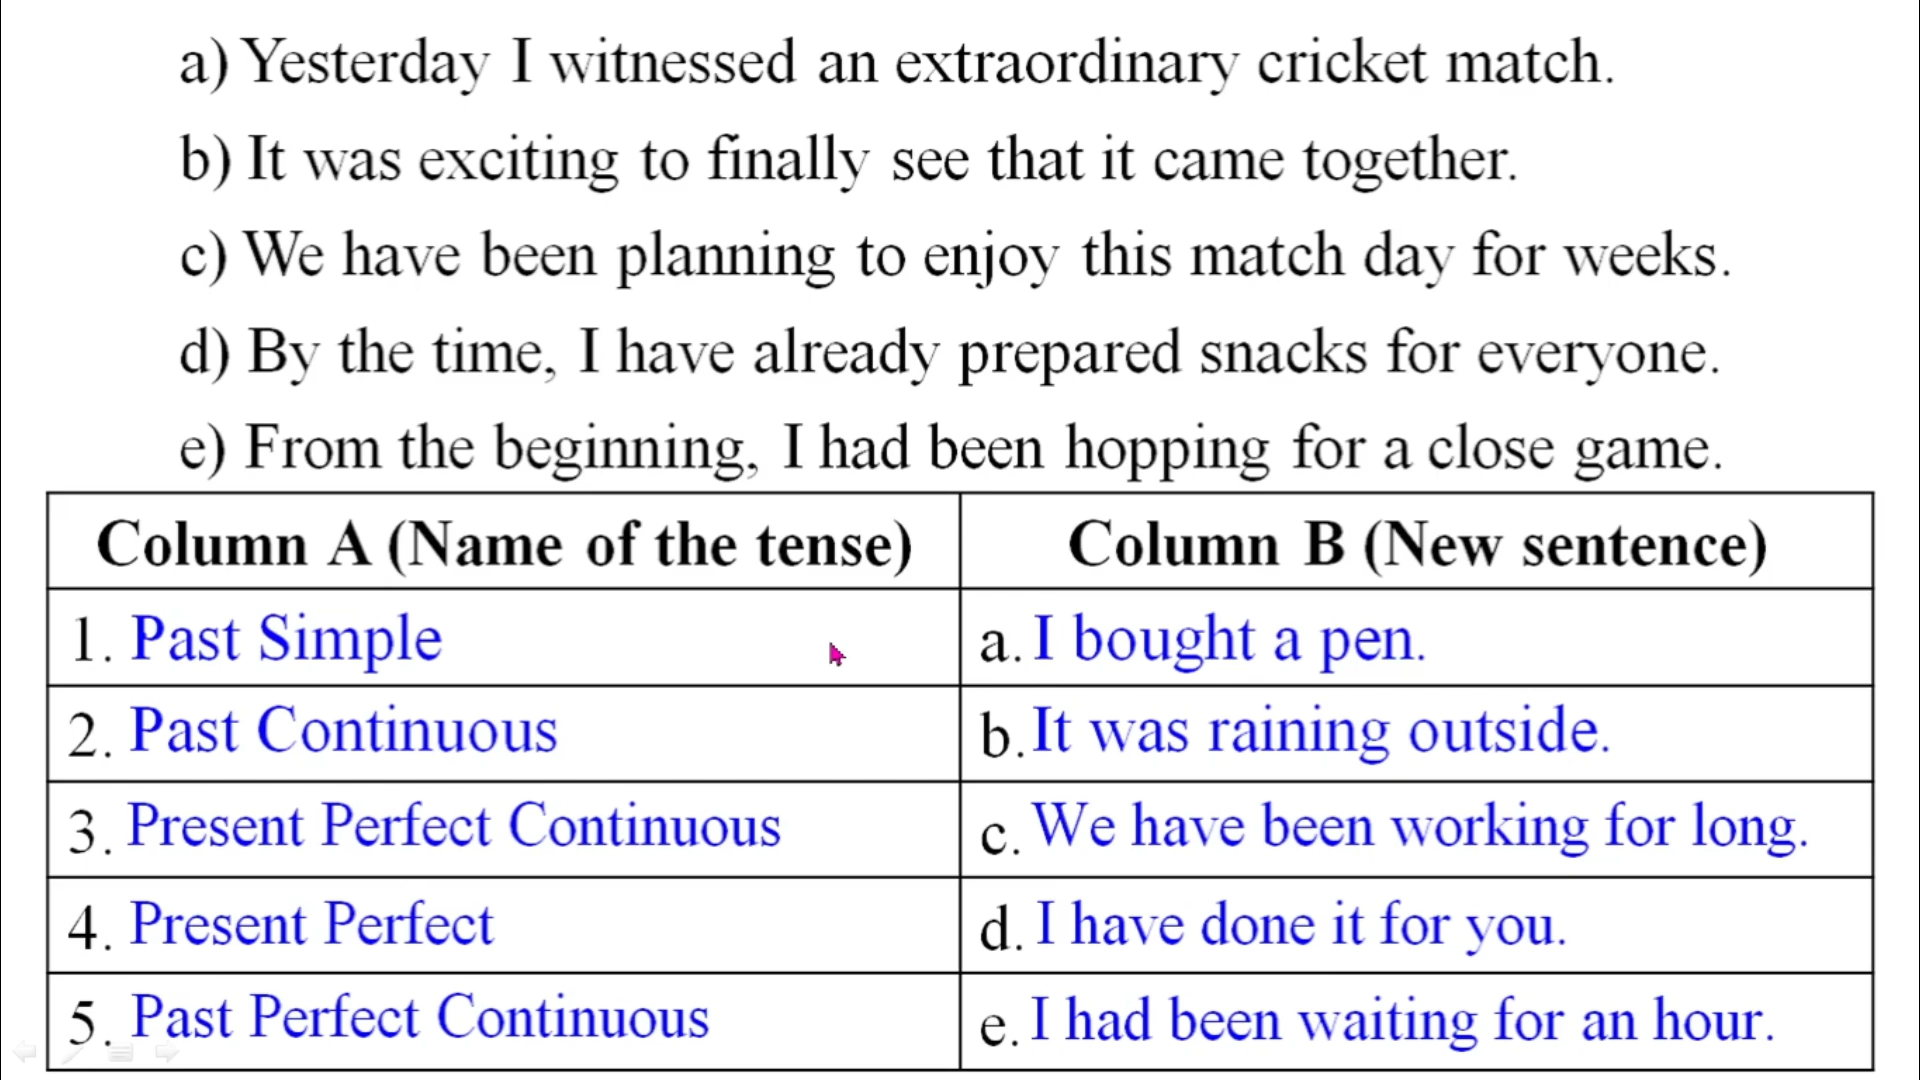 a) Yesterday I witnessed an extraordinary cricket match.
b) It was exciting to finally see that it came together.
c) We have been planning to enjoy this match day for weeks.
d) By the time, I have already prepared snacks for everyone.
e) From the beginning, I had been hopping for a close game.
Column A (Name of the tense) Column B (New sentence)
1. Past Simple a. I bought a pen.
2. Past Continuous b. It was raining outside.
3. Present Perfect Continuous c. We have been working for long.
4. Present Perfect d. I have done it for you.
5. Past Perfect Continuous e. I had been waiting for an hour.